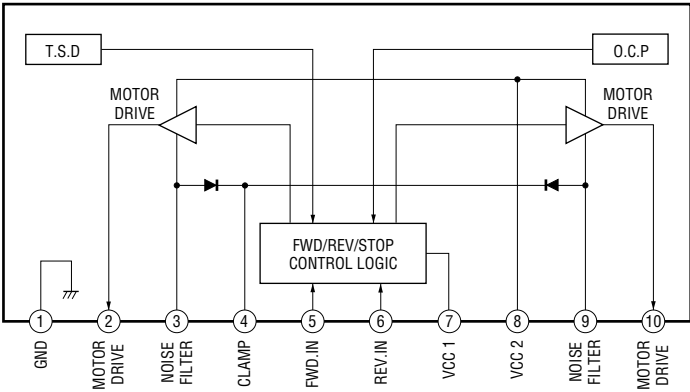 T.S.D
O.C.P
MOTOR
DRIVE
MOTOR
DRIVE
FWD/REV/STOP
CONTROL LOGIC
1
2
3
4
5
6
7
8
9
10
GND
MOTOR
DRIVE
NOISE
FILTER
CLAMP
FWD.IN
REV.IN
VCC 1
VCC 2
NOISE
FILTER
MOTOR
DRIVE